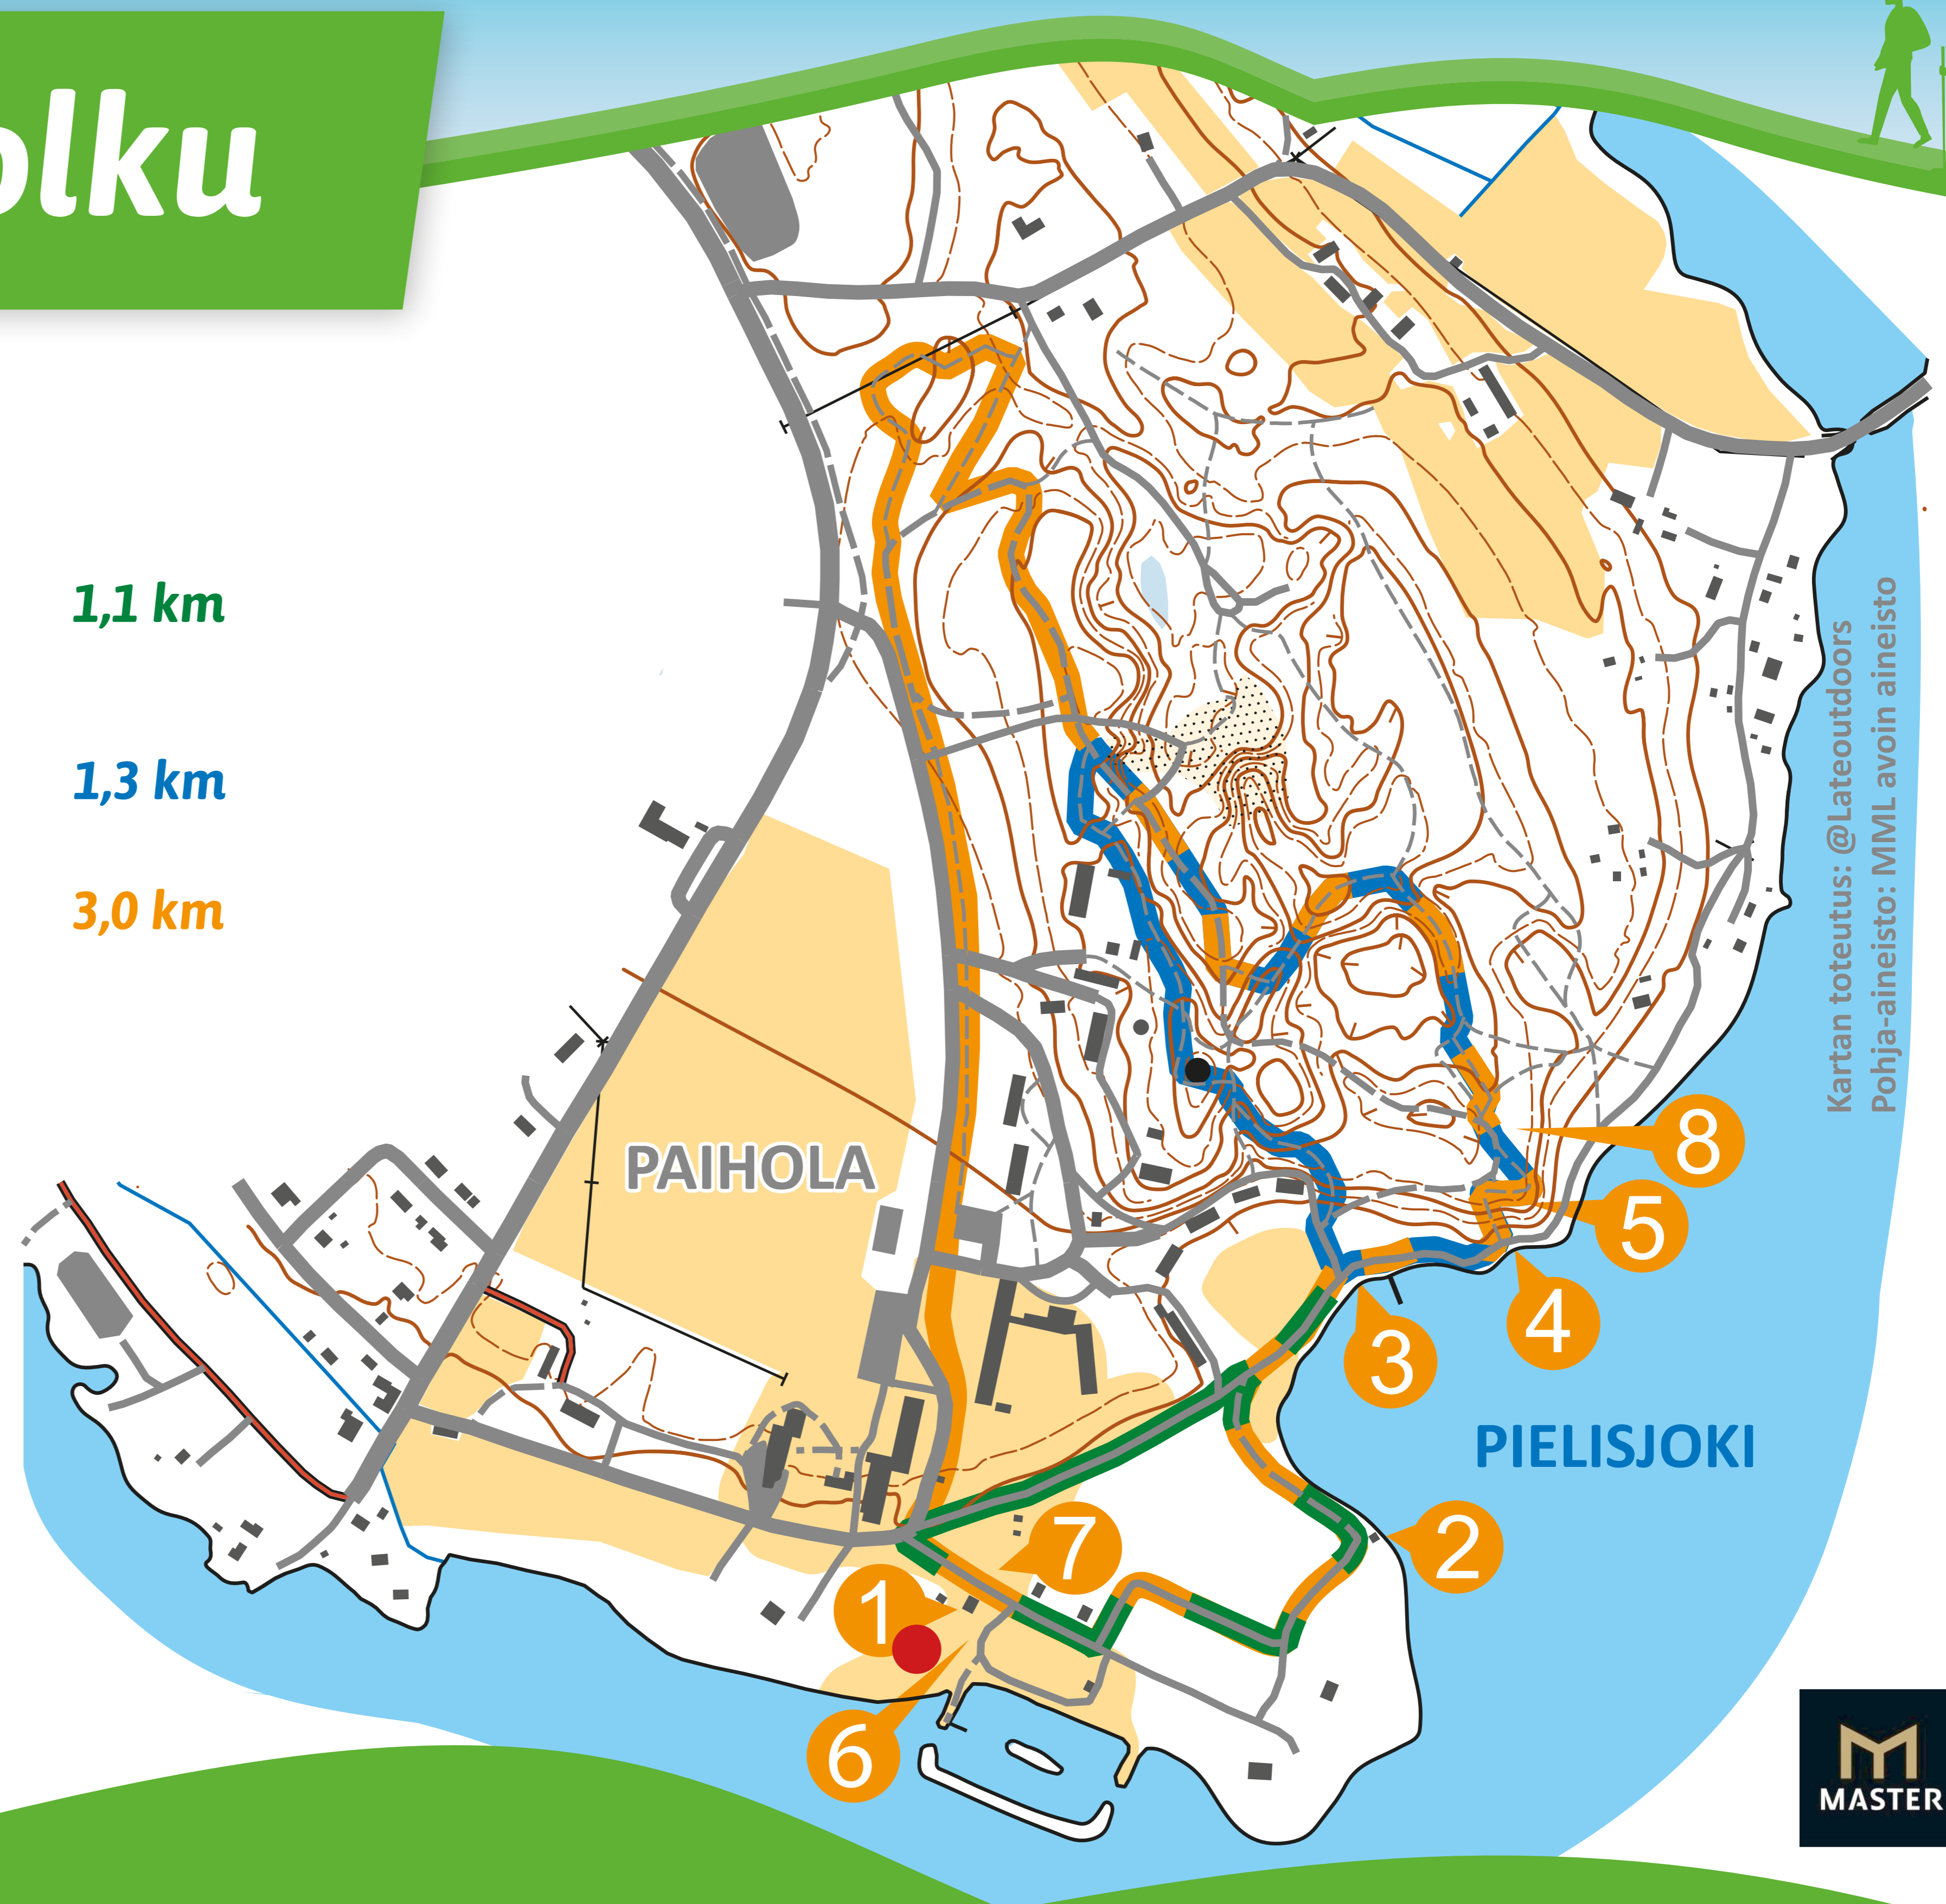 olku
1,1 km
1,3 km
3,0 km
PAIHOLA
PIELISJOKI
8
5
4
3
2
7
1
6
Kartan toteutus: @Lateoutdoors
Pohja-aineisto: MML avoin aineisto
MASTER